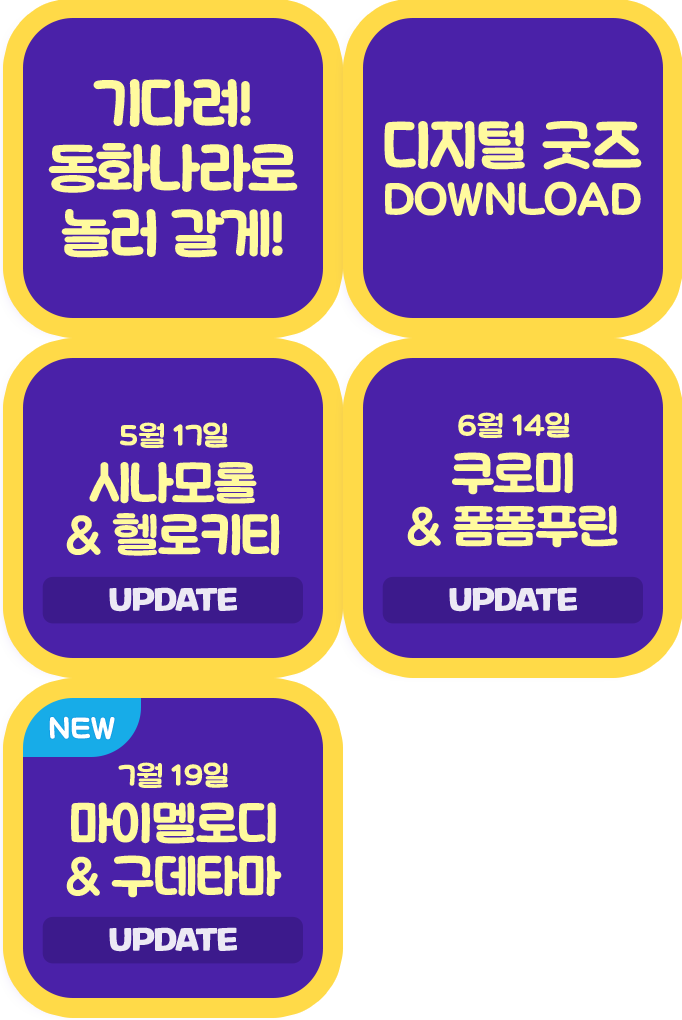 기다려!
동화나라로
놀러 갈게!
디지털 굿즈
DOWNLOAD
5월 17일
시나모롤
& 헬로키티
UPDATE
6월 14일
쿠로미
& 폼폼푸린
UPDATE
NEW
7월 19일
마이멜로디
& 구데타마
UPDATE